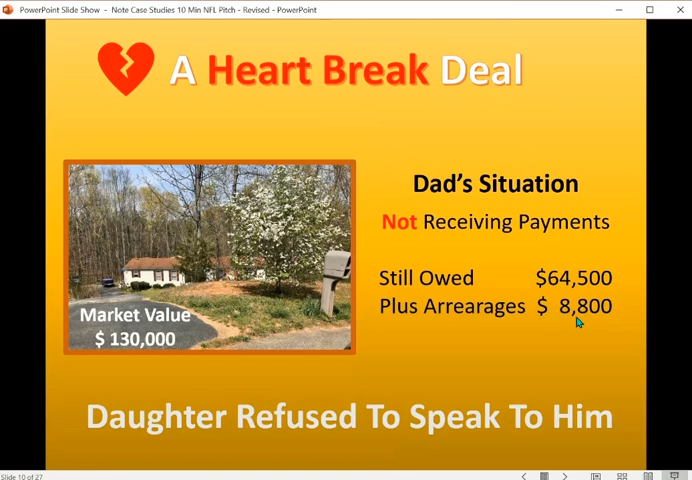 PowerPoint Slide Show - Note Case Studies 10 Min NFL Pitch - Revised - PowerPoint
A Heart Break Deal
Market Value
$ 130,000
Dad's Situation
Not Receiving Payments
Still Owed $64,500
Plus Arrearages $ 8,800
Daughter Refused To Speak To Him
Slide 10 of 27